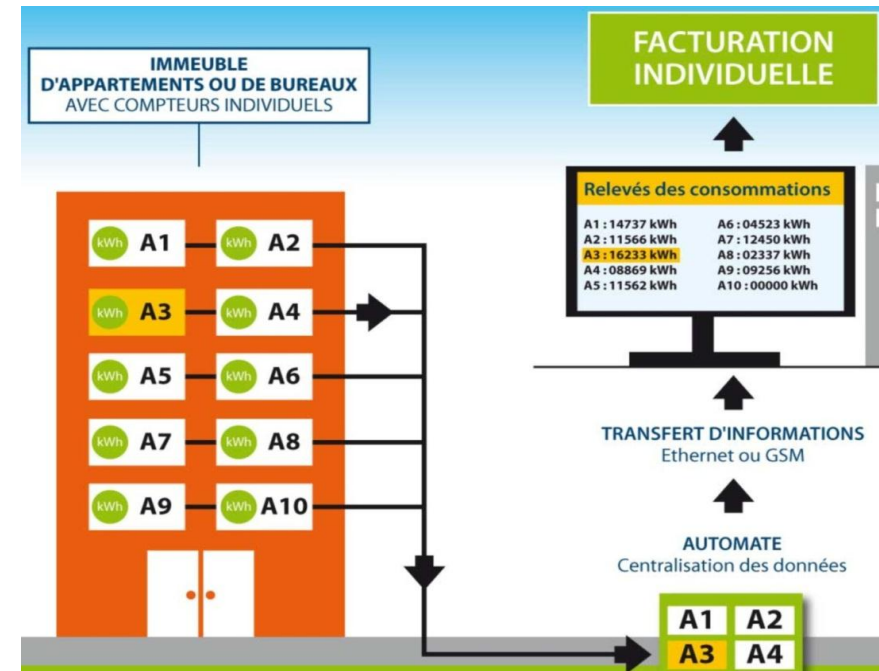 IMMEUBLE
D'APPARTEMENTS OU DE BUREAUX
AVEC COMPTEURS INDIVIDUELS
FACTURATION
INDIVIDUELLE
Relevés des consommations
A1 : 14737 kWh A6 : 04523 kWh
A2 : 11566 kWh A7 : 12450 kWh
A3 : 16233 kWh A8 : 02337 kWh
A4 : 08869 kWh A9 : 09256 kWh
A5 : 11562 kWh A10 : 00000 kWh
kWh A1 kWh A2
kWh A3 kWh A4
kWh A5 kWh A6
kWh A7 kWh A8
kWh A9 kWh A10
TRANSFERT D'INFORMATIONS
Ethernet ou GSM
AUTOMATE
Centralisation des données
A1 A2
A3 A4